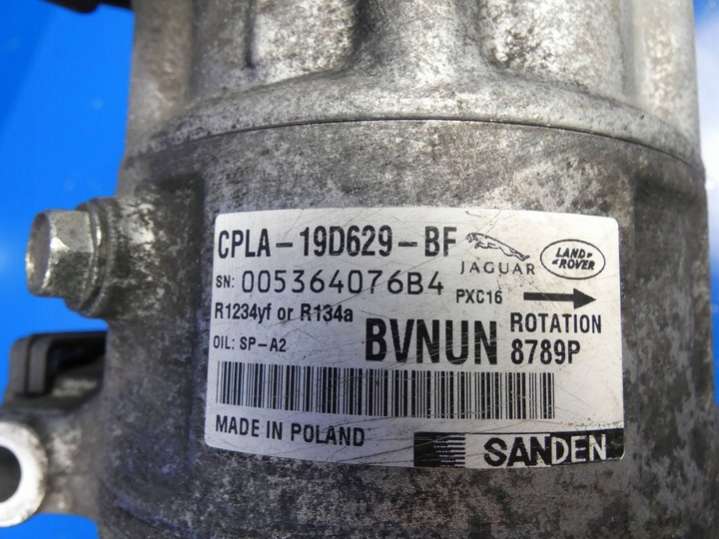 CPLA-19D629-BF
JAGUAR
LAND ROVER
SN: 005364076B4
PXC16
R1234yf or R134a
ROTATION
OIL: SP-A2
BVNUN
8789P
MADE IN POLAND
SANDEN